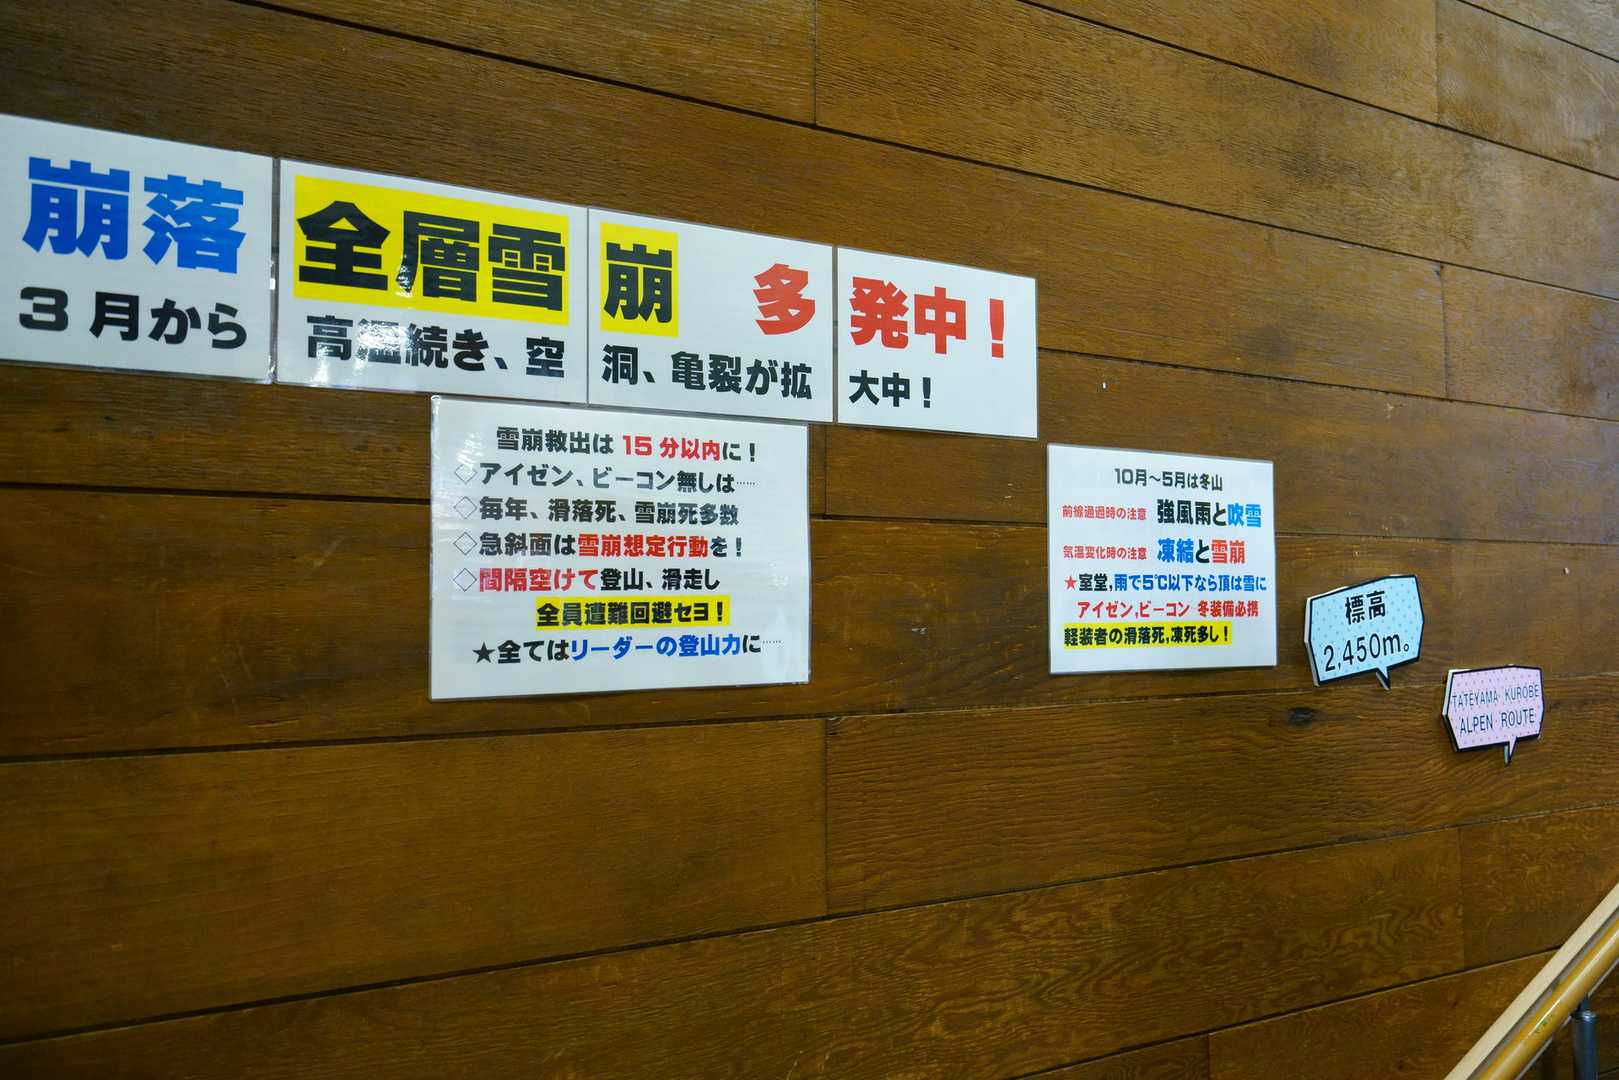 崩落 全層雪崩 多発中！
3月から高温続き、空洞、亀裂が拡大中！
雪崩救出は 15分以内に！
◇アイゼン、ビーコン無しは……
◇毎年、滑落死、雪崩死多数
◇急斜面は雪崩想定行動を！
◇間隔空けて登山、滑走し
全員遭難回避セヨ！
★全てはリーダーの登山力に……
10月～5月は冬山
前線通過時の注意 強風雨と吹雪
気温変化時の注意 凍結と雪崩
★室堂,雨で5℃以下なら頂は雪に
アイゼン,ビーコン 冬装備必携
軽装者の滑落死,凍死多し！
標高
2,450m。
TATEYAMA KUROBE
ALPEN ROUTE